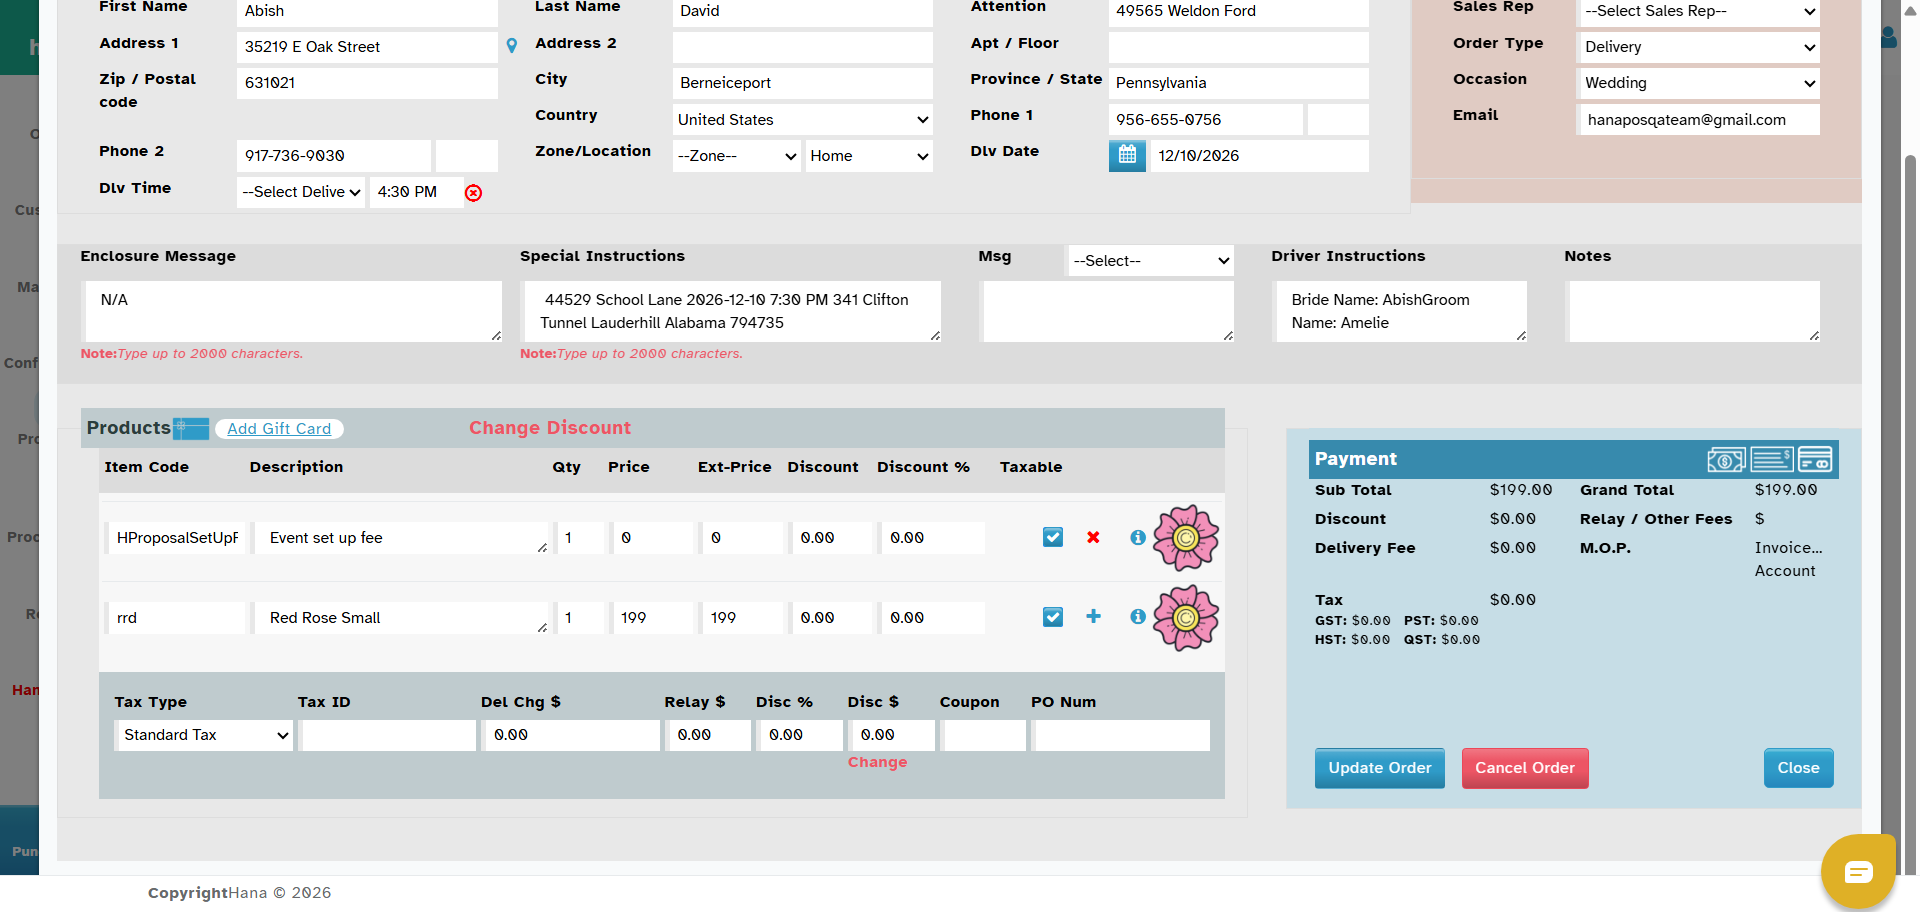 First Name Abish Last Name David Attention 49565 Weldon Ford Sales Rep --Select Sales Rep--
Address 1 35219 E Oak Street Address 2 Apt / Floor Order Type Delivery
Zip / Postal code 631021 City Berneiceport Province / State Pennsylvania Occasion Wedding
Country United States Phone 1 956-655-0756 Email hanaposqateam@gmail.com
Phone 2 917-736-9030 Zone/Location --Zone-- Home Dlv Date 12/10/2026
Dlv Time --Select Delive 4:30 PM
Enclosure Message Special Instructions Msg --Select-- Driver Instructions Notes
N/A
44529 School Lane 2026-12-10 7:30 PM 341 Clifton
Tunnel Lauderhill Alabama 794735
Bride Name: AbishGroom
Name: Amelie
Note:Type up to 2000 characters. Note:Type up to 2000 characters.
Products Add Gift Card Change Discount
Item Code Description Qty Price Ext-Price Discount Discount % Taxable
HProposalSetUpF Event set up fee 1 0 0 0.00 0.00
rrd Red Rose Small 1 199 199 0.00 0.00
Tax Type Tax ID Del Chg $ Relay $ Disc % Disc $ Coupon PO Num
Standard Tax 0.00 0.00 0.00 0.00
Change
Payment
Sub Total $199.00 Grand Total $199.00
Discount $0.00 Relay / Other Fees $
Delivery Fee $0.00 M.O.P. Invoice...
Account
Tax $0.00
GST: $0.00 PST: $0.00
HST: $0.00 QST: $0.00
Update Order Cancel Order Close
Cus
Ma
Conf
Pro
Proc
Re
Han
Pun
CopyrightHana © 2026